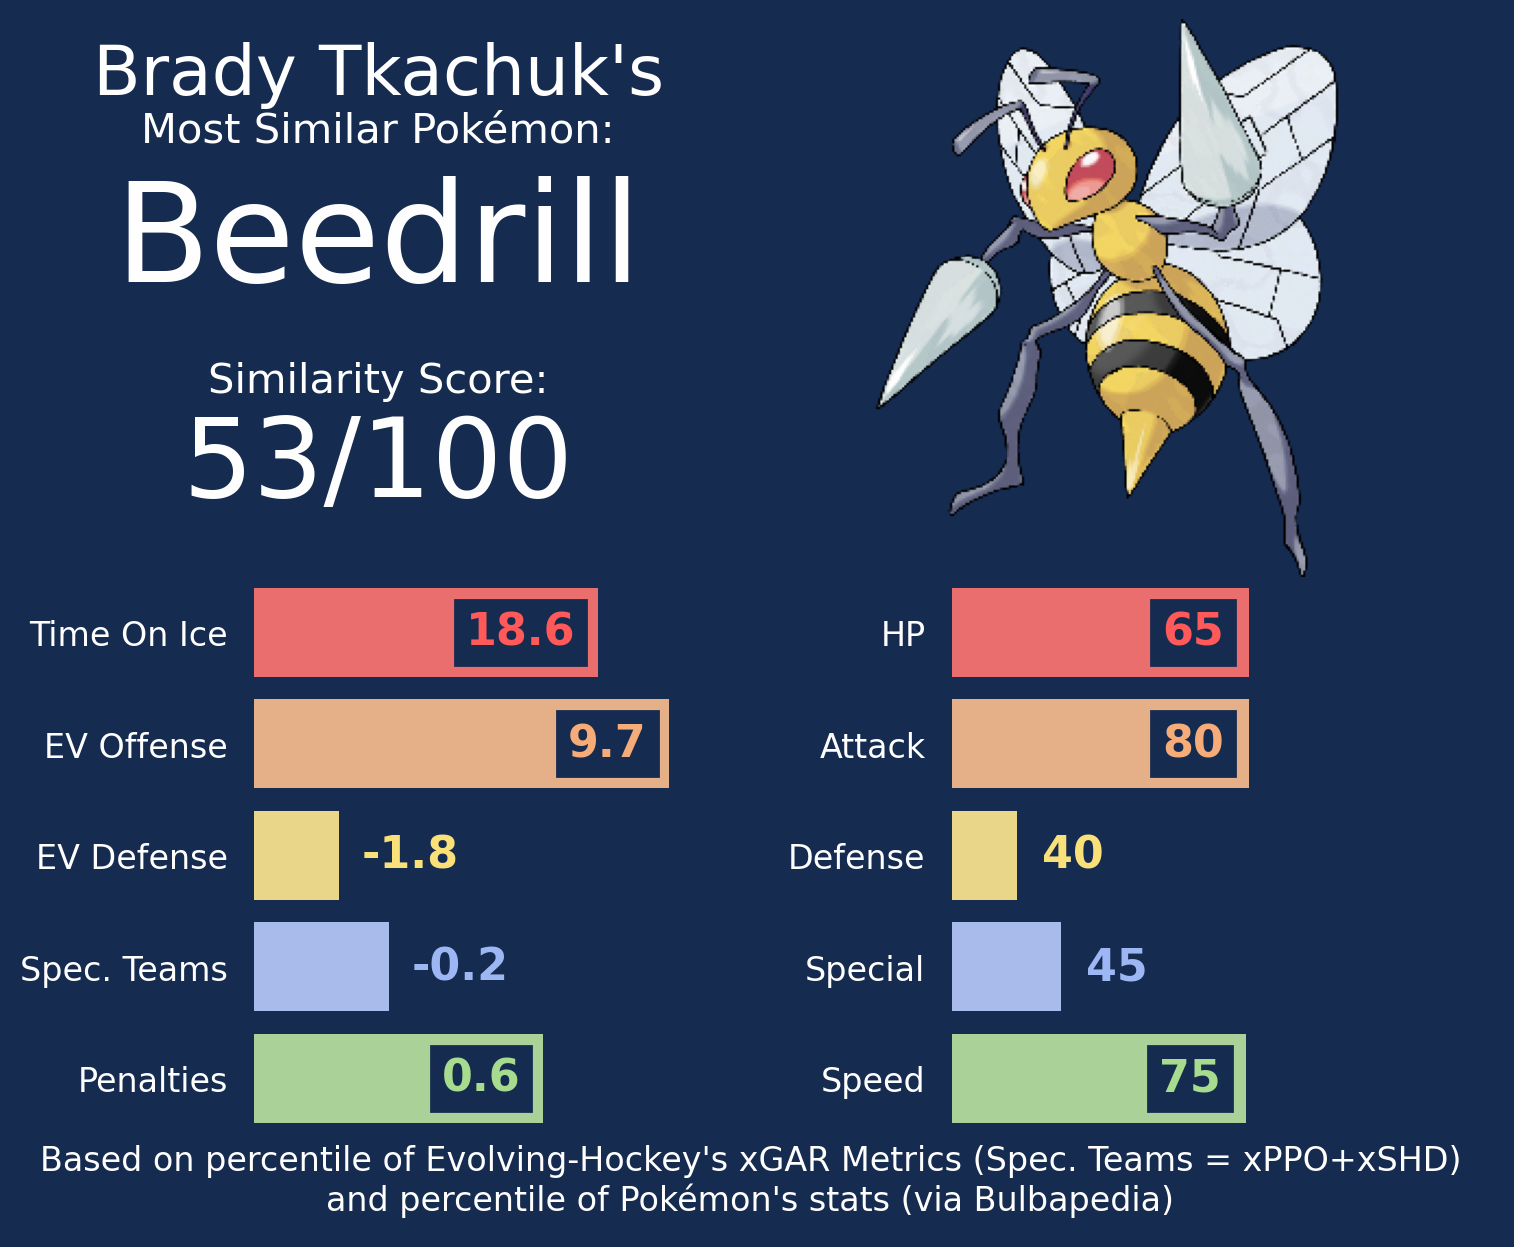 Brady Tkachuk's
Most Similar Pokémon:
Beedrill
Similarity Score:
53/100
Time On Ice 18.6
EV Offense 9.7
EV Defense -1.8
Spec. Teams -0.2
Penalties 0.6
HP 65
Attack 80
Defense 40
Special 45
Speed 75
Based on percentile of Evolving-Hockey's xGAR Metrics (Spec. Teams = xPPO+xSHD)
and percentile of Pokémon's stats (via Bulbapedia)